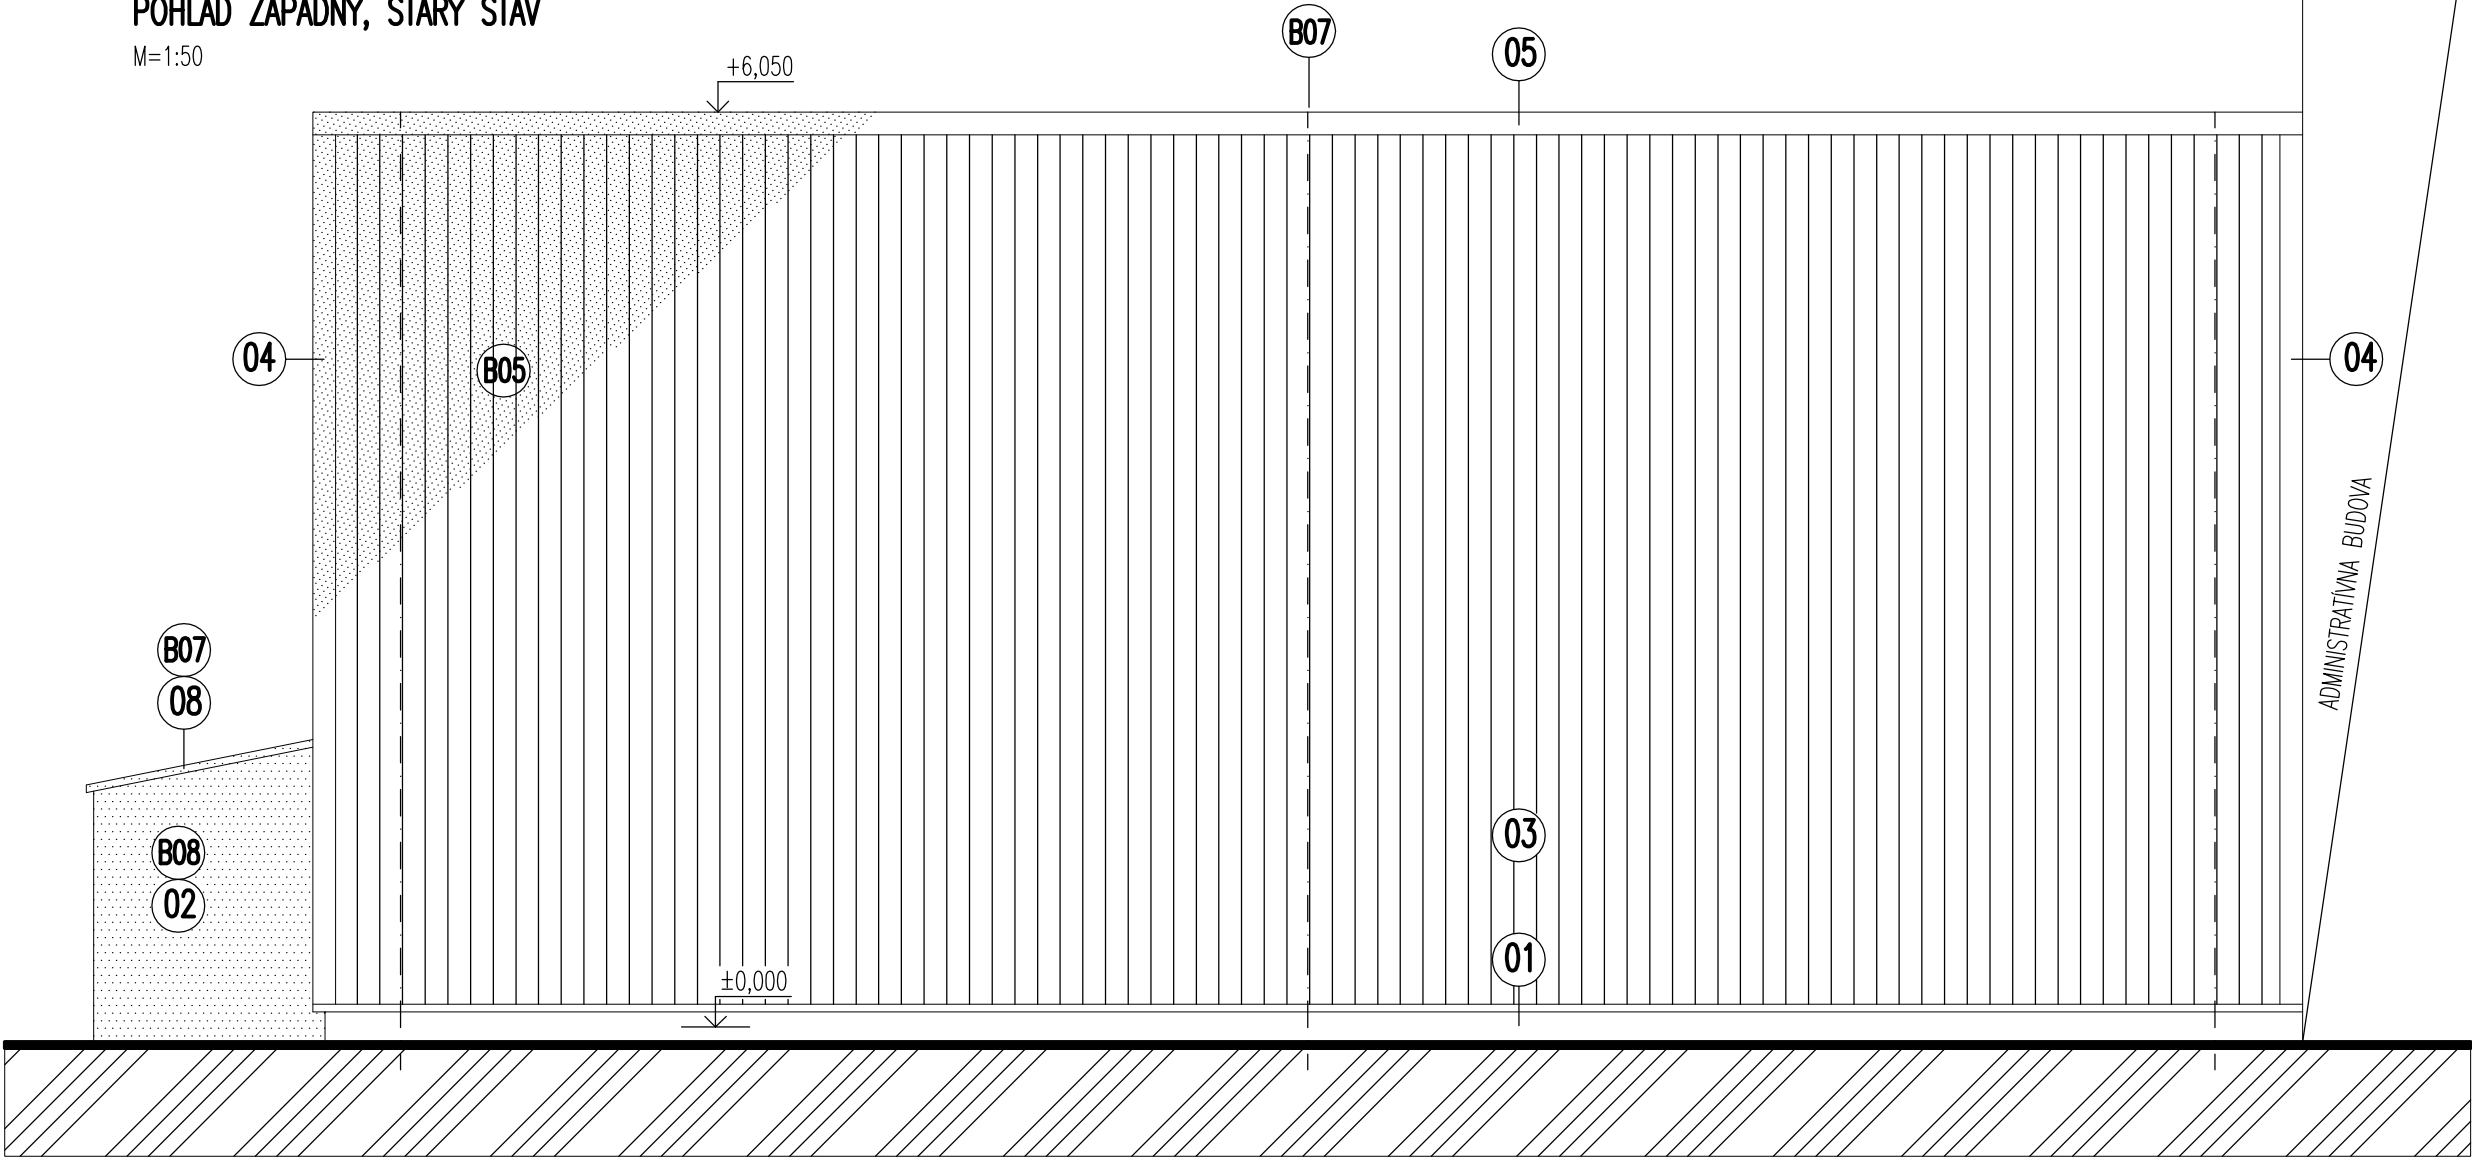 POHĽAD ZÁPADNÝ, STARÝ STAV
M=1:50
+6,050
B07
05
04
B05
04
ADMINISTRATÍVNA BUDOVA
B07
08
B08
02
03
01
±0,000